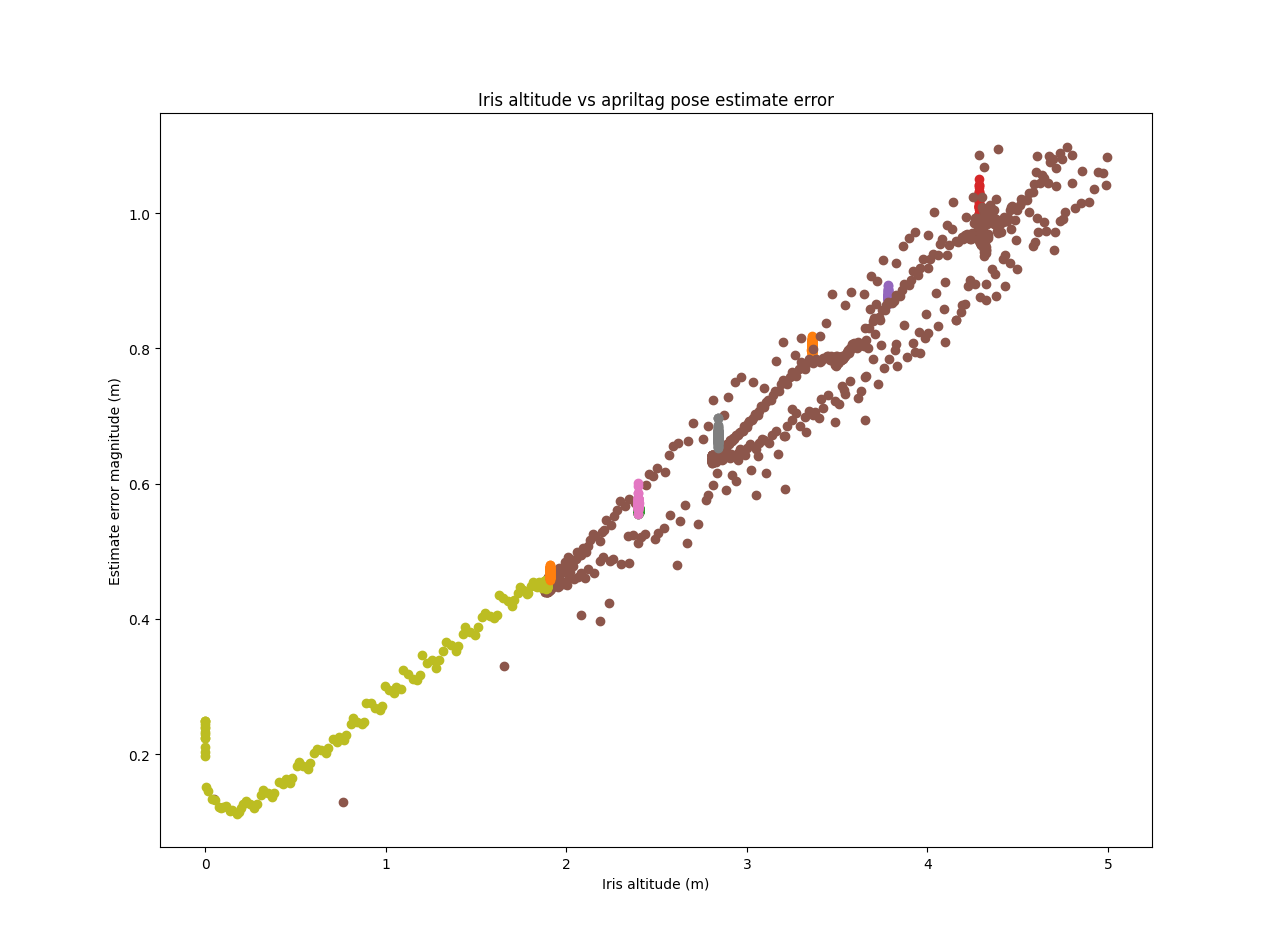 Iris altitude vs apriltag pose estimate error
1.0
0.8
0.6
0.4
0.2
Estimate error magnitude (m)
0 1 2 3 4 5
Iris altitude (m)